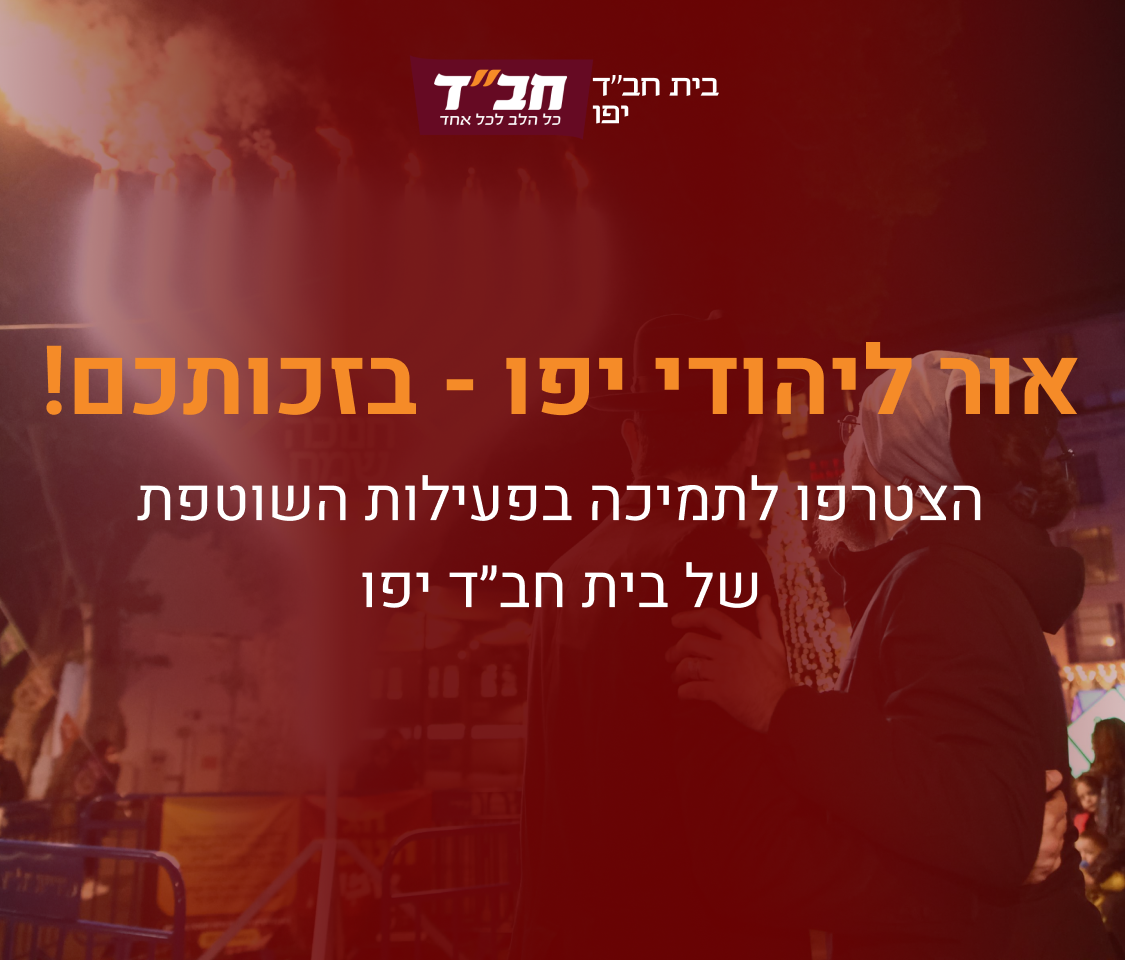 בית חב״ד
יפו
חב״ד
כל הלב לכל אחד
אור ליהודי יפו - בזכותכם!
הצטרפו לתמיכה בפעילות השוטפת
של בית חב״ד יפו